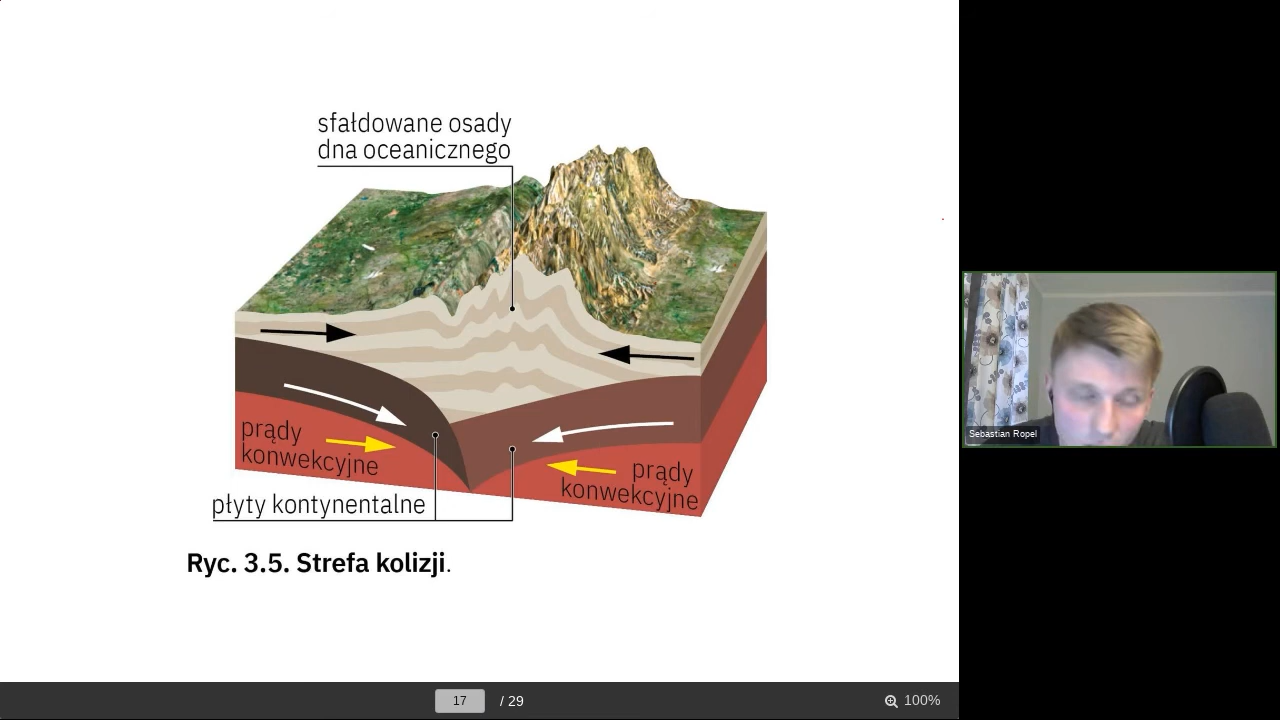 sfałdowane osady
dna oceanicznego
prądy
konwekcyjne
prądy
konwekcyjne
płyty kontynentalne
Ryc. 3.5. Strefa kolizji.
Sebastian Ropel
17 / 29
100%